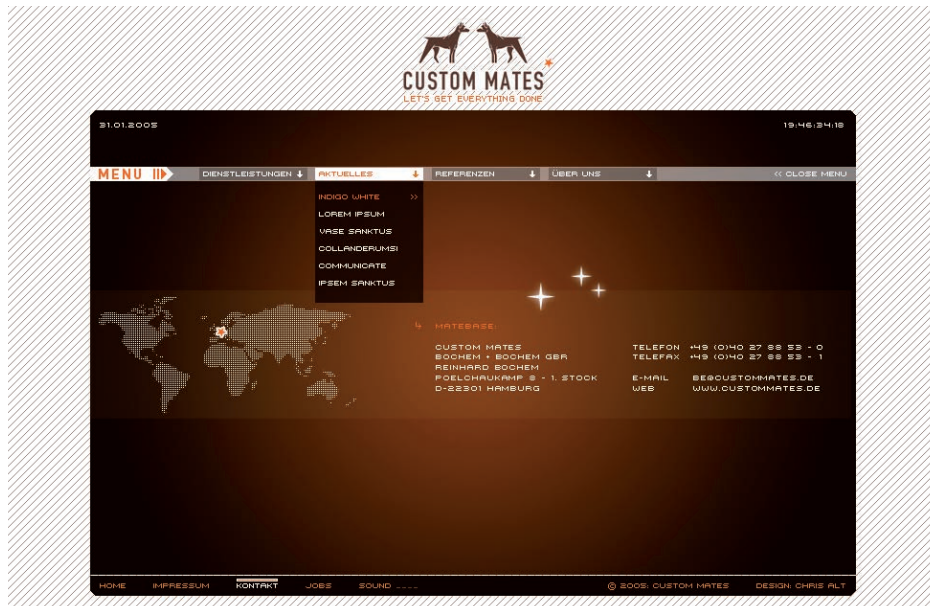 CUSTOM MATES
LET'S GET EVERYTHING DONE
31.01.2005
19:46:34:18
MENU
DIENSTLEISTUNGEN
AKTUELLES
REFERENZEN
ÜBER UNS
<< CLOSE MENU
INDIGO WHITE >>
LOREM IPSUM
VASE SANKTUS
COLLANDERUMSI
COMMUNICATE
IPSEM SANKTUS
MATEBASE:
CUSTOM MATES
BOCHEM + BOCHEM GBR
REINHARD BOCHEM
POELCHAUKAMP 8 - 1. STOCK
D-22301 HAMBURG
TELEFON +49 (0)40 27 88 53 - 0
TELEFAX +49 (0)40 27 88 53 - 1
E-MAIL BE@CUSTOMMATES.DE
WEB WWW.CUSTOMMATES.DE
HOME IMPRESSUM KONTAKT JOBS SOUND ____
© 2005: CUSTOM MATES DESIGN: CHRIS ALT